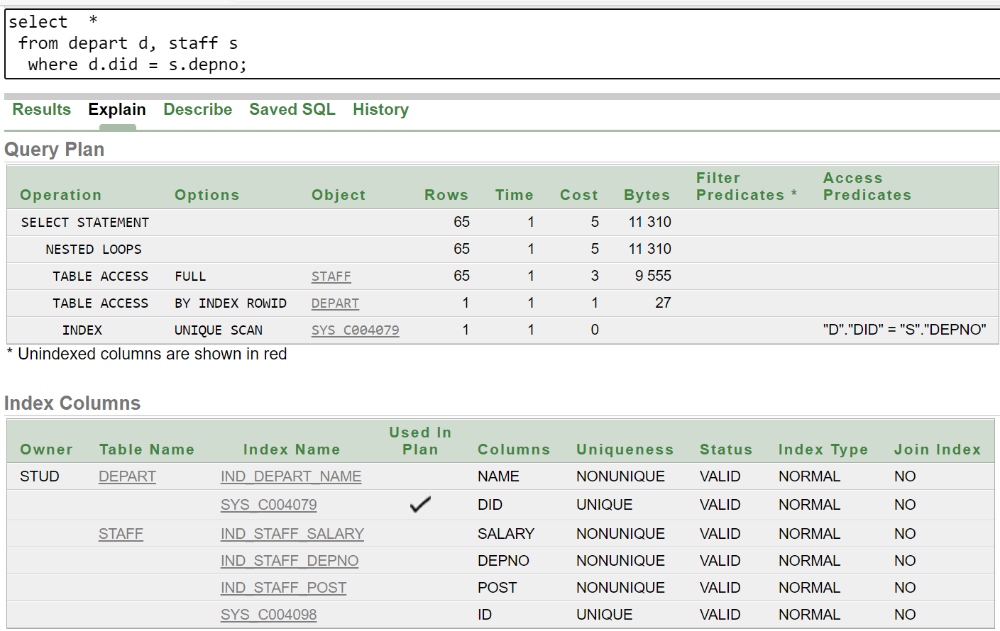 select  *
 from depart d, staff s
  where d.did = s.depno;
Results Explain Describe Saved SQL History
Query Plan
Operation Options Object Rows Time Cost Bytes Filter Predicates * Access Predicates
SELECT STATEMENT 65 1 5 11 310
NESTED LOOPS 65 1 5 11 310
TABLE ACCESS FULL STAFF 65 1 3 9 555
TABLE ACCESS BY INDEX ROWID DEPART 1 1 1 27
INDEX UNIQUE SCAN SYS_C004079 1 1 0 "D"."DID" = "S"."DEPNO"
* Unindexed columns are shown in red
Index Columns
Owner Table Name Index Name Used In Plan Columns Uniqueness Status Index Type Join Index
STUD DEPART IND_DEPART_NAME NAME NONUNIQUE VALID NORMAL NO
SYS_C004079 DID UNIQUE VALID NORMAL NO
STAFF IND_STAFF_SALARY SALARY NONUNIQUE VALID NORMAL NO
IND_STAFF_DEPNO DEPNO NONUNIQUE VALID NORMAL NO
IND_STAFF_POST POST NONUNIQUE VALID NORMAL NO
SYS_C004098 ID UNIQUE VALID NORMAL NO